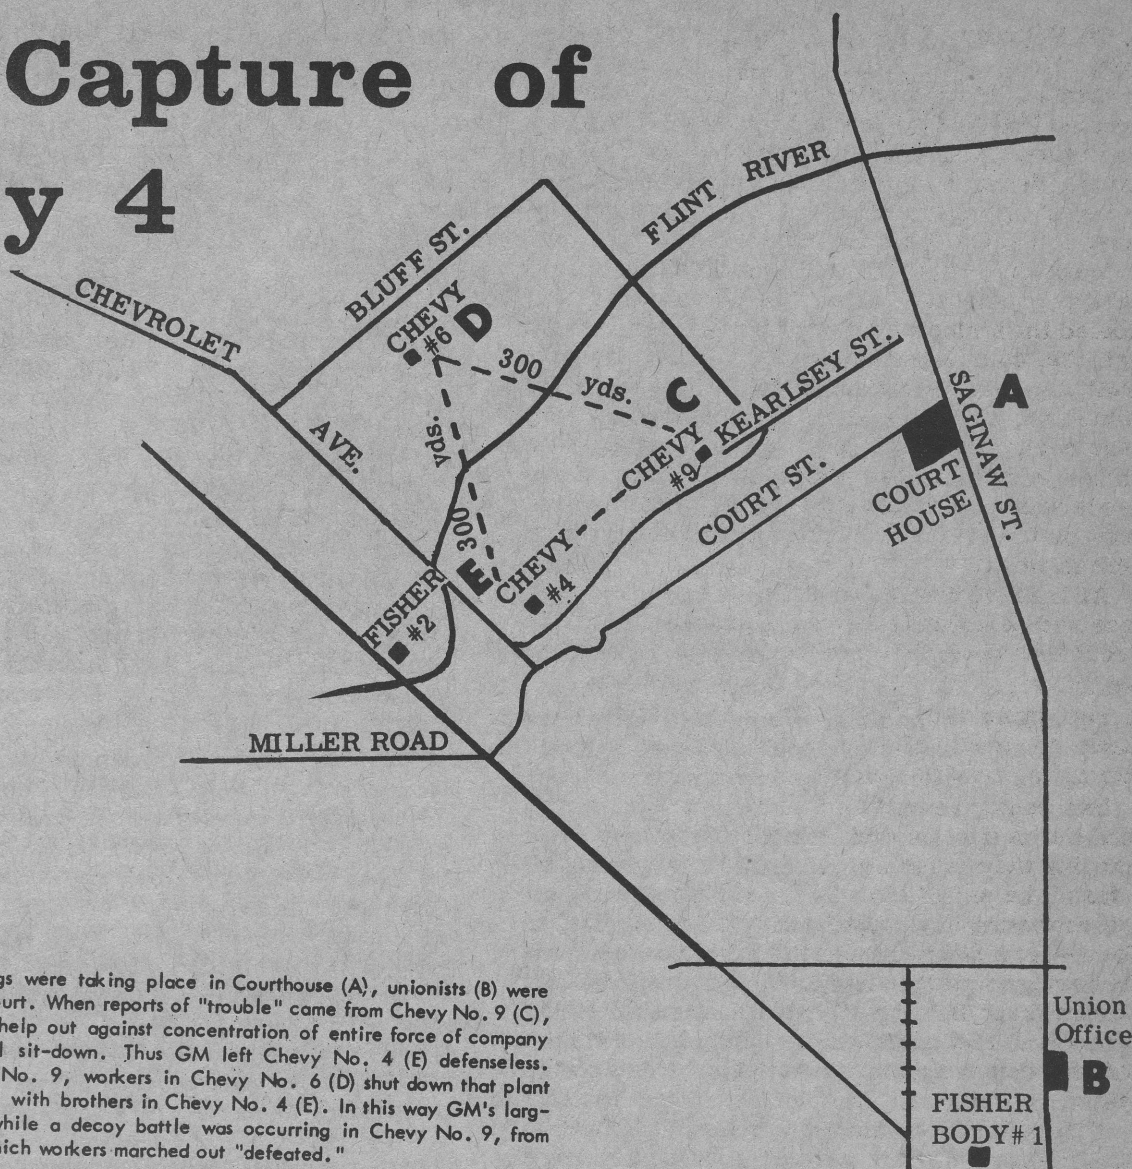 Capture of
y 4
CHEVROLET
AVE.
BLUFF ST.
FLINT RIVER
CHEVY
#6
D
300 yds.
300 yds.
C
CHEVY
#9
KEARLSEY ST.
A
SAGINAW ST.
COURT
HOUSE
COURT ST.
E
CHEVY
#4
FISHER
#2
MILLER ROAD
Union
Office
B
FISHER
BODY# 1
gs were taking place in Courthouse (A), unionists (B) were
urt. When reports of "trouble" came from Chevy No. 9 (C),
help out against concentration of entire force of company
l sit-down. Thus GM left Chevy No. 4 (E) defenseless.
No. 9, workers in Chevy No. 6 (D) shut down that plant
with brothers in Chevy No. 4 (E). In this way GM's larg-
while a decoy battle was occurring in Chevy No. 9, from
hich workers marched out "defeated."